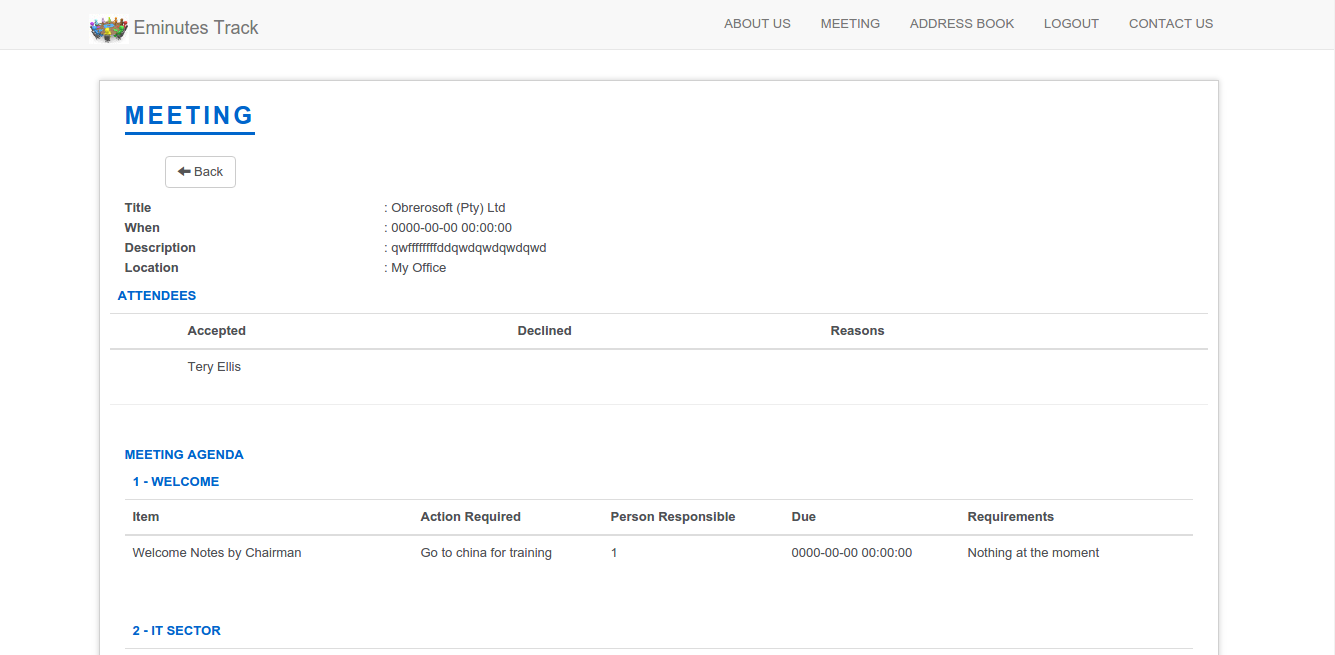 Eminutes Track ABOUT US MEETING ADDRESS BOOK LOGOUT CONTACT US
MEETING
Back
Title : Obrerosoft (Pty) Ltd
When : 0000-00-00 00:00:00
Description : qwffffffffddqwdqwdqwdqwd
Location : My Office
ATTENDEES
Accepted Declined Reasons
Tery Ellis
MEETING AGENDA
1 - WELCOME
Item Action Required Person Responsible Due Requirements
Welcome Notes by Chairman Go to china for training 1 0000-00-00 00:00:00 Nothing at the moment
2 - IT SECTOR